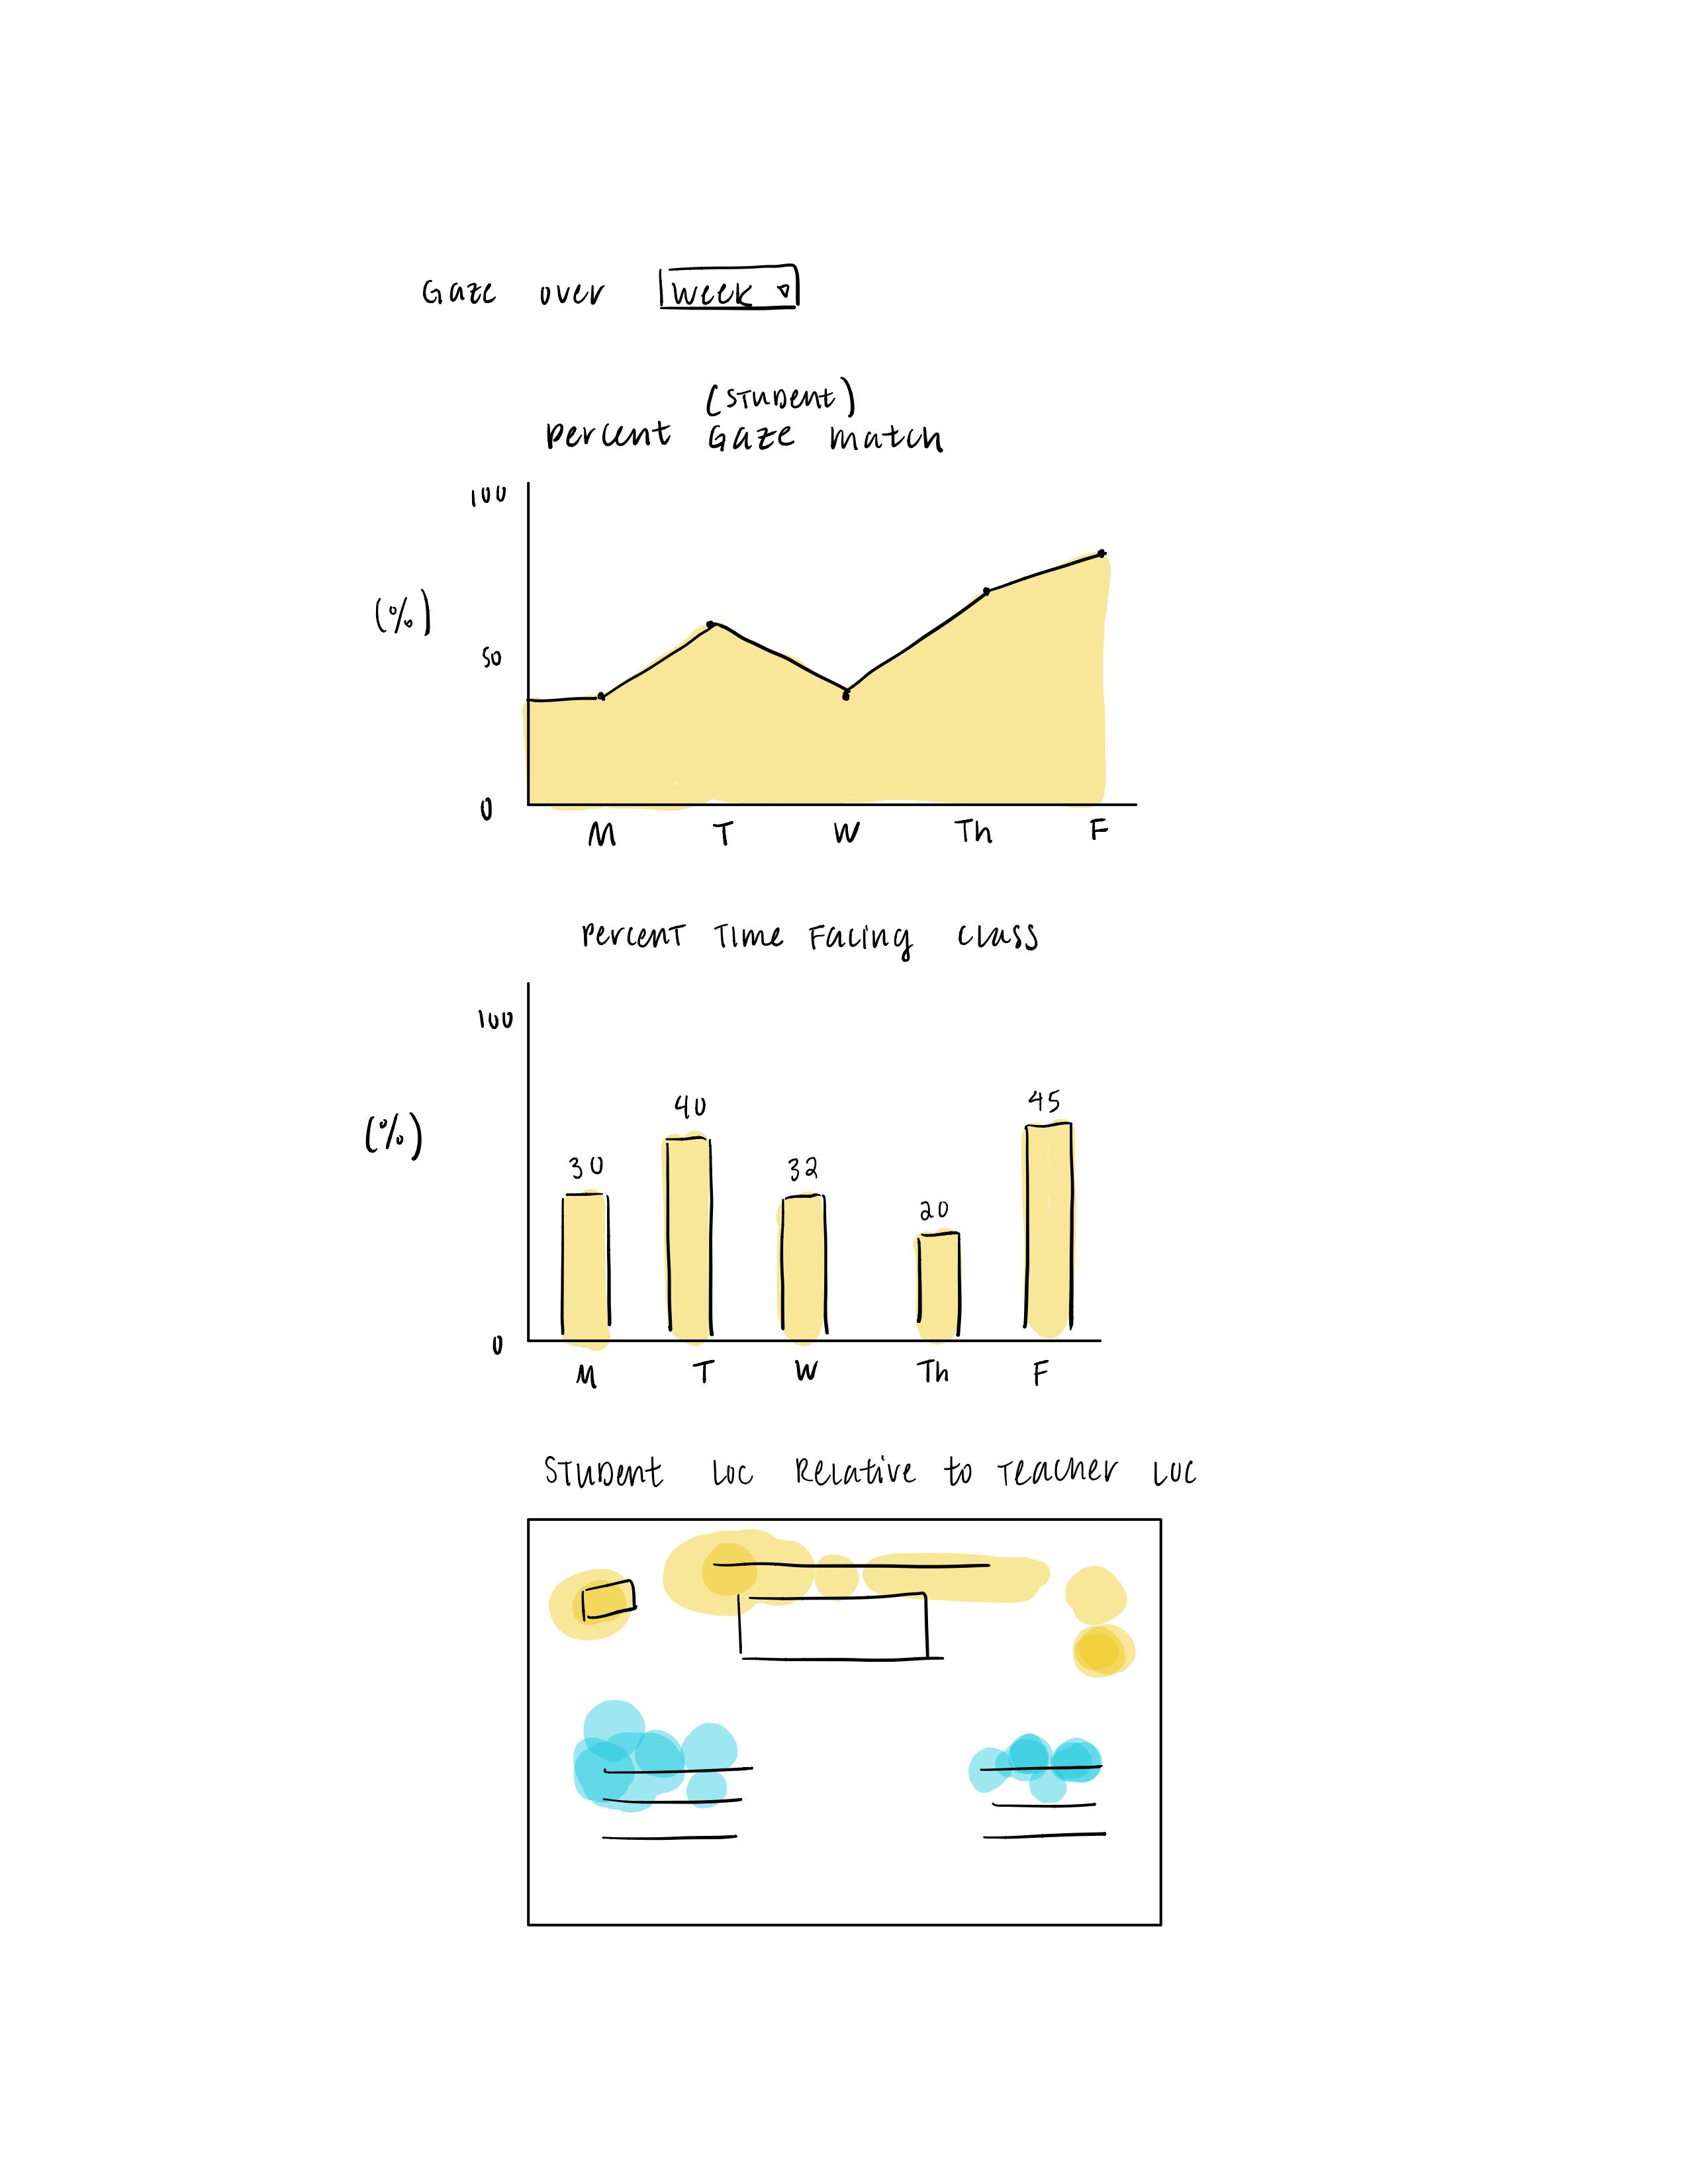 Gaze over week
(Student)
Percent Gaze match
100
(%)
50
0
M T W Th F
Percent Time Facing Class
100
40 45
(%)
30 32
20
0
M T W Th F
Student Loc Relative to Teacher Loc